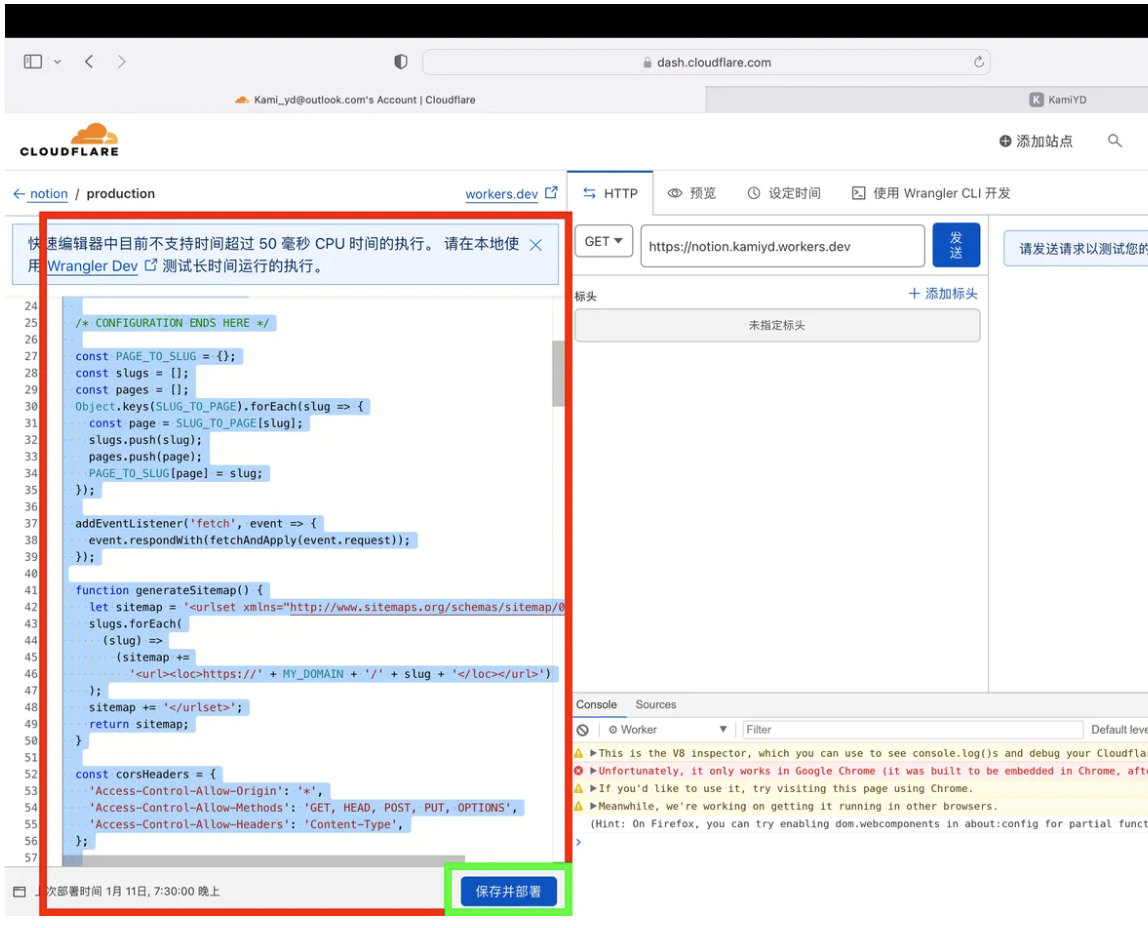 dash.cloudflare.com
Kami_yd@outlook.com's Account | Cloudflare
K KamiYD
CLOUDFLARE
添加站点
← notion / production
workers.dev
HTTP
预览
设定时间
使用 Wrangler CLI 开发
快速编辑器中目前不支持时间超过 50 毫秒 CPU 时间的执行。 请在本地使
用 Wrangler Dev 测试长时间运行的执行。
GET
https://notion.kamiyd.workers.dev
发
送
请发送请求以测试您的
标头
+ 添加标头
未指定标头
24
25 /* CONFIGURATION ENDS HERE */
26
27 const PAGE_TO_SLUG = {};
28 const slugs = [];
29 const pages = [];
30 Object.keys(SLUG_TO_PAGE).forEach(slug => {
31 const page = SLUG_TO_PAGE[slug];
32 slugs.push(slug);
33 pages.push(page);
34 PAGE_TO_SLUG[page] = slug;
35 });
36
37 addEventListener('fetch', event => {
38 event.respondWith(fetchAndApply(event.request));
39 });
40
41 function generateSitemap() {
42 let sitemap = '<urlset xmlns="http://www.sitemaps.org/schemas/sitemap/0
43 slugs.forEach(
44 (slug) =>
45 (sitemap +=
46 '<url><loc>https://' + MY_DOMAIN + '/' + slug + '</loc></url>')
47 );
48 sitemap += '</urlset>';
49 return sitemap;
50 }
51
52 const corsHeaders = {
53 'Access-Control-Allow-Origin': '*',
54 'Access-Control-Allow-Methods': 'GET, HEAD, POST, PUT, OPTIONS',
55 'Access-Control-Allow-Headers': 'Content-Type',
56 };
57
Console Sources
Worker
Filter
Default leve
This is the V8 inspector, which you can use to see console.log()s and debug your Cloudfla
Unfortunately, it only works in Google Chrome (it was built to be embedded in Chrome, aft
If you'd like to use it, try visiting this page using Chrome.
Meanwhile, we're working on getting it running in other browsers.
(Hint: On Firefox, you can try enabling dom.webcomponents in about:config for partial funct
上次部署时间 1月 11日, 7:30:00 晚上
保存并部署